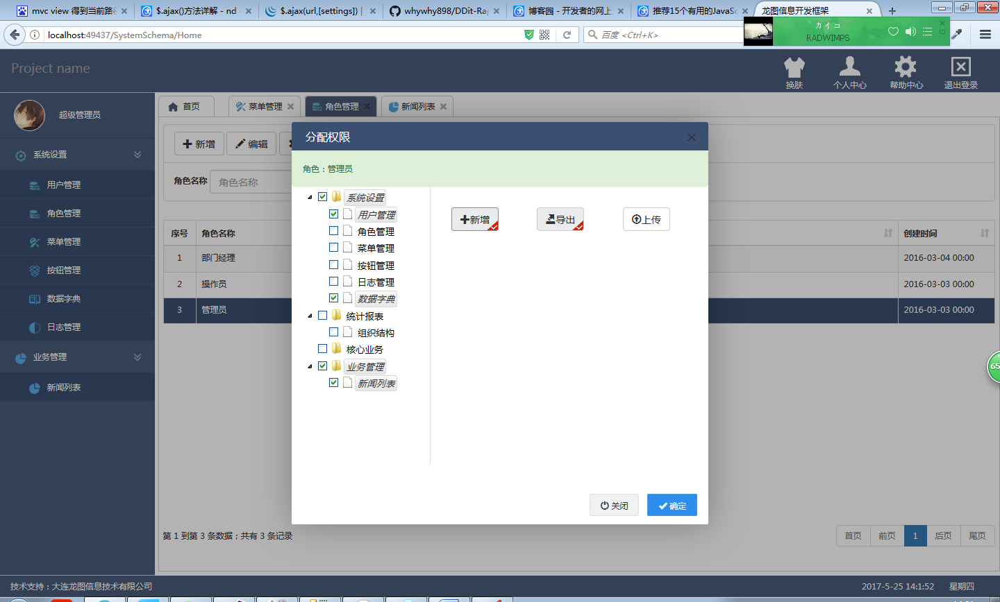 mvc view 得到当前路径
$.ajax()方法详解 - nd
$.ajax(url,[settings]) |
whywhy898/DDit-Rap
博客园 - 开发者的网上
推荐15个有用的JavaSc
龙图信息开发框架
localhost:49437/SystemSchema/Home
百度 <Ctrl+K>
カイコ
RADWIMPS
Project name
换肤
个人中心
帮助中心
退出登录
超级管理员
首页
菜单管理
角色管理
新闻列表
系统设置
用户管理
角色管理
菜单管理
按钮管理
数据字典
日志管理
业务管理
新闻列表
新增
编辑
角色名称
角色名称
序号
角色名称
创建时间
1
部门经理
2016-03-04 00:00
2
操作员
2016-03-03 00:00
3
管理员
2016-03-03 00:00
分配权限
角色：管理员
系统设置
用户管理
角色管理
菜单管理
按钮管理
日志管理
数据字典
统计报表
组织结构
核心业务
业务管理
新闻列表
新增
导出
上传
关闭
确定
65
第 1 到第 3 条数据；共有 3 条记录
首页
前页
1
后页
尾页
技术支持：大连龙图信息技术有限公司
2017-5-25 14:1:52
星期四